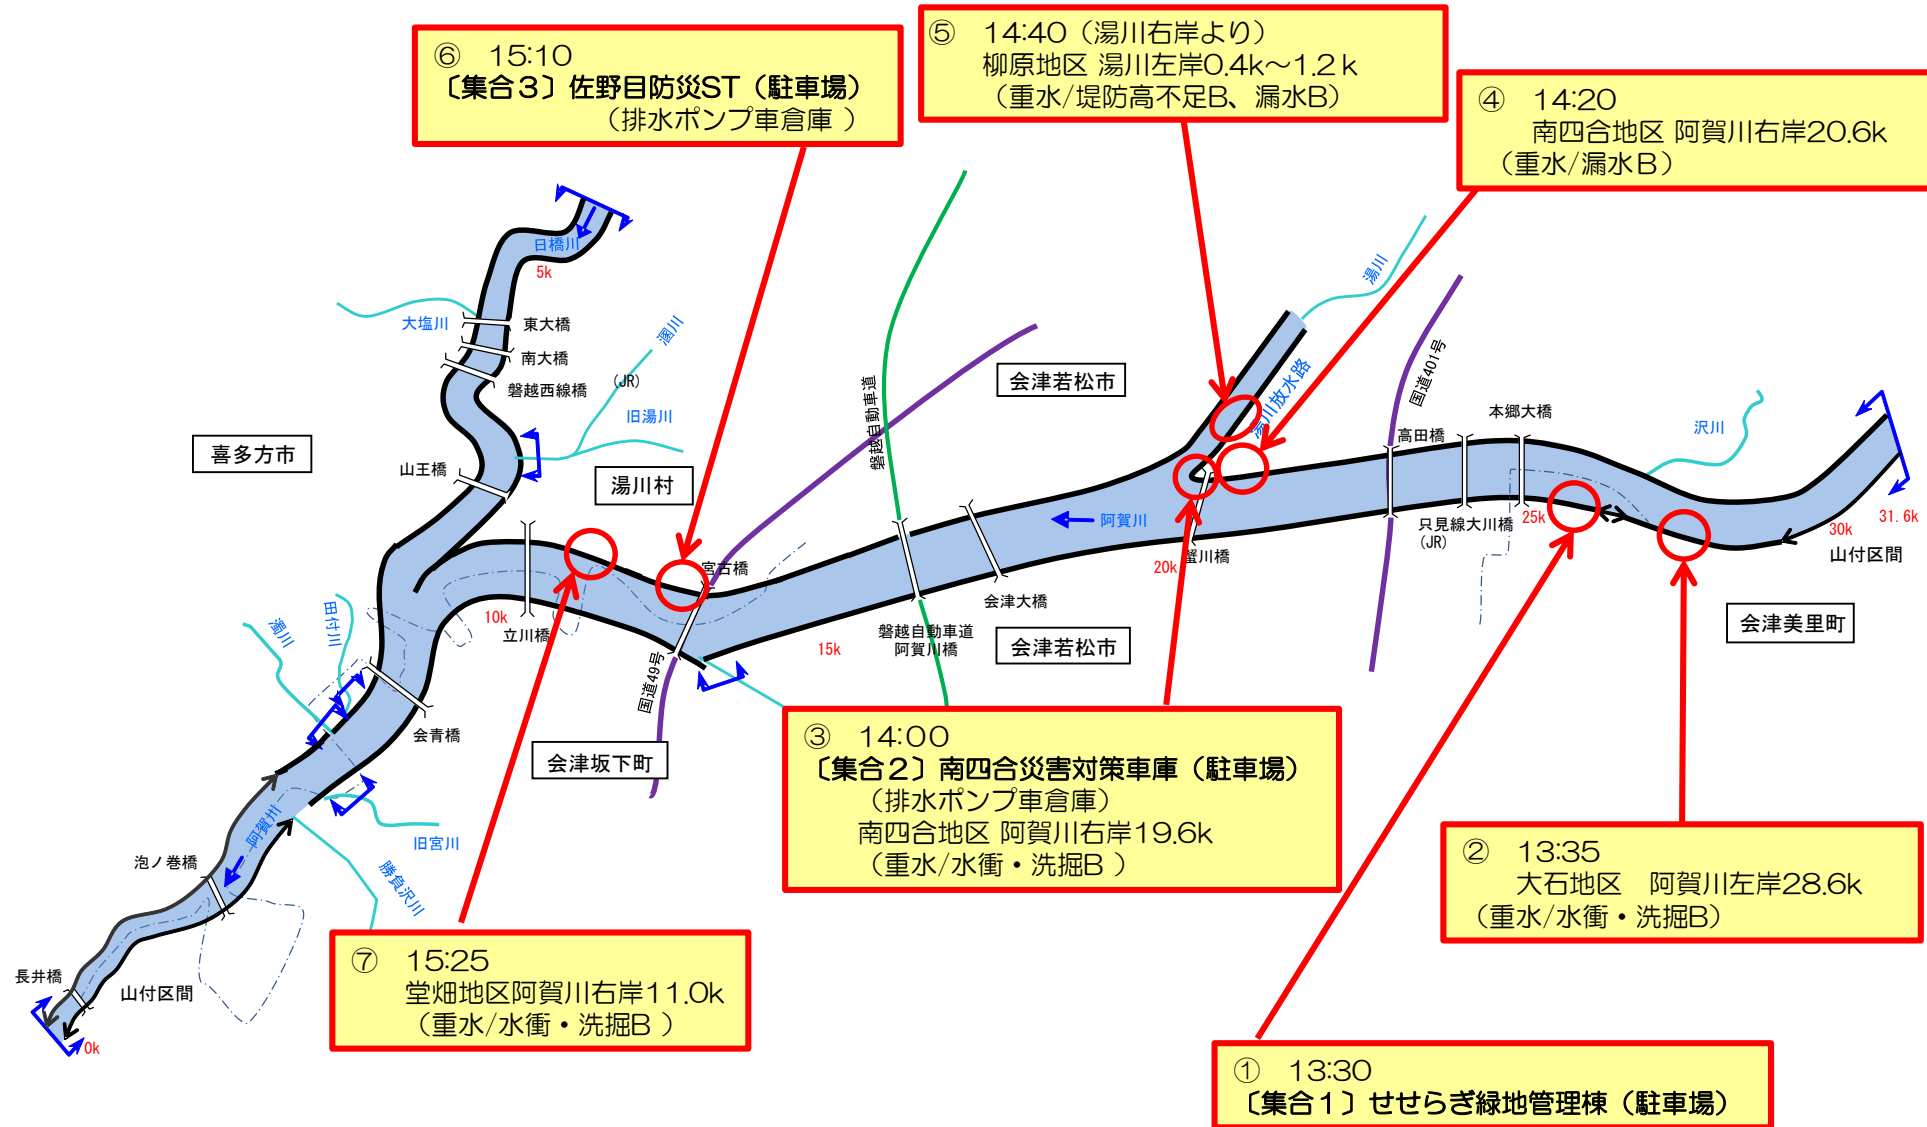 ⑥ 15:10
〔集合3〕佐野目防災ST（駐車場）
（排水ポンプ車倉庫 ）
⑤ 14:40（湯川右岸より）
柳原地区 湯川左岸0.4k～1.2k
（重水/堤防高不足B、漏水B）
④ 14:20
南四合地区 阿賀川右岸20.6k
（重水/漏水B）
日橋川
5k
大塩川
東大橋
南大橋
磐越西線橋
（JR）
溷川
旧湯川
喜多方市
山王橋
湯川村
磐越自動車道
会津若松市
湯川
湯川放水路
国道401号
高田橋
本郷大橋
沢川
阿賀川
只見線大川橋
（JR）
25k
30k
31.6k
山付区間
20k
蟹川橋
宮古橋
会津大橋
会津美里町
濁川
田付川
10k
立川橋
国道49号
15k
磐越自動車道
阿賀川橋
会津若松市
会青橋
会津坂下町
③ 14:00
〔集合2〕南四合災害対策車庫（駐車場）
（排水ポンプ車倉庫）
南四合地区 阿賀川右岸19.6k
（重水/水衝・洗掘B ）
② 13:35
大石地区 阿賀川左岸28.6k
（重水/水衝・洗掘B）
阿賀川
旧宮川
泡ノ巻橋
勝負沢川
長井橋
山付区間
0k
⑦ 15:25
堂畑地区阿賀川右岸11.0k
（重水/水衝・洗掘B ）
① 13:30
〔集合1〕せせらぎ緑地管理棟（駐車場）